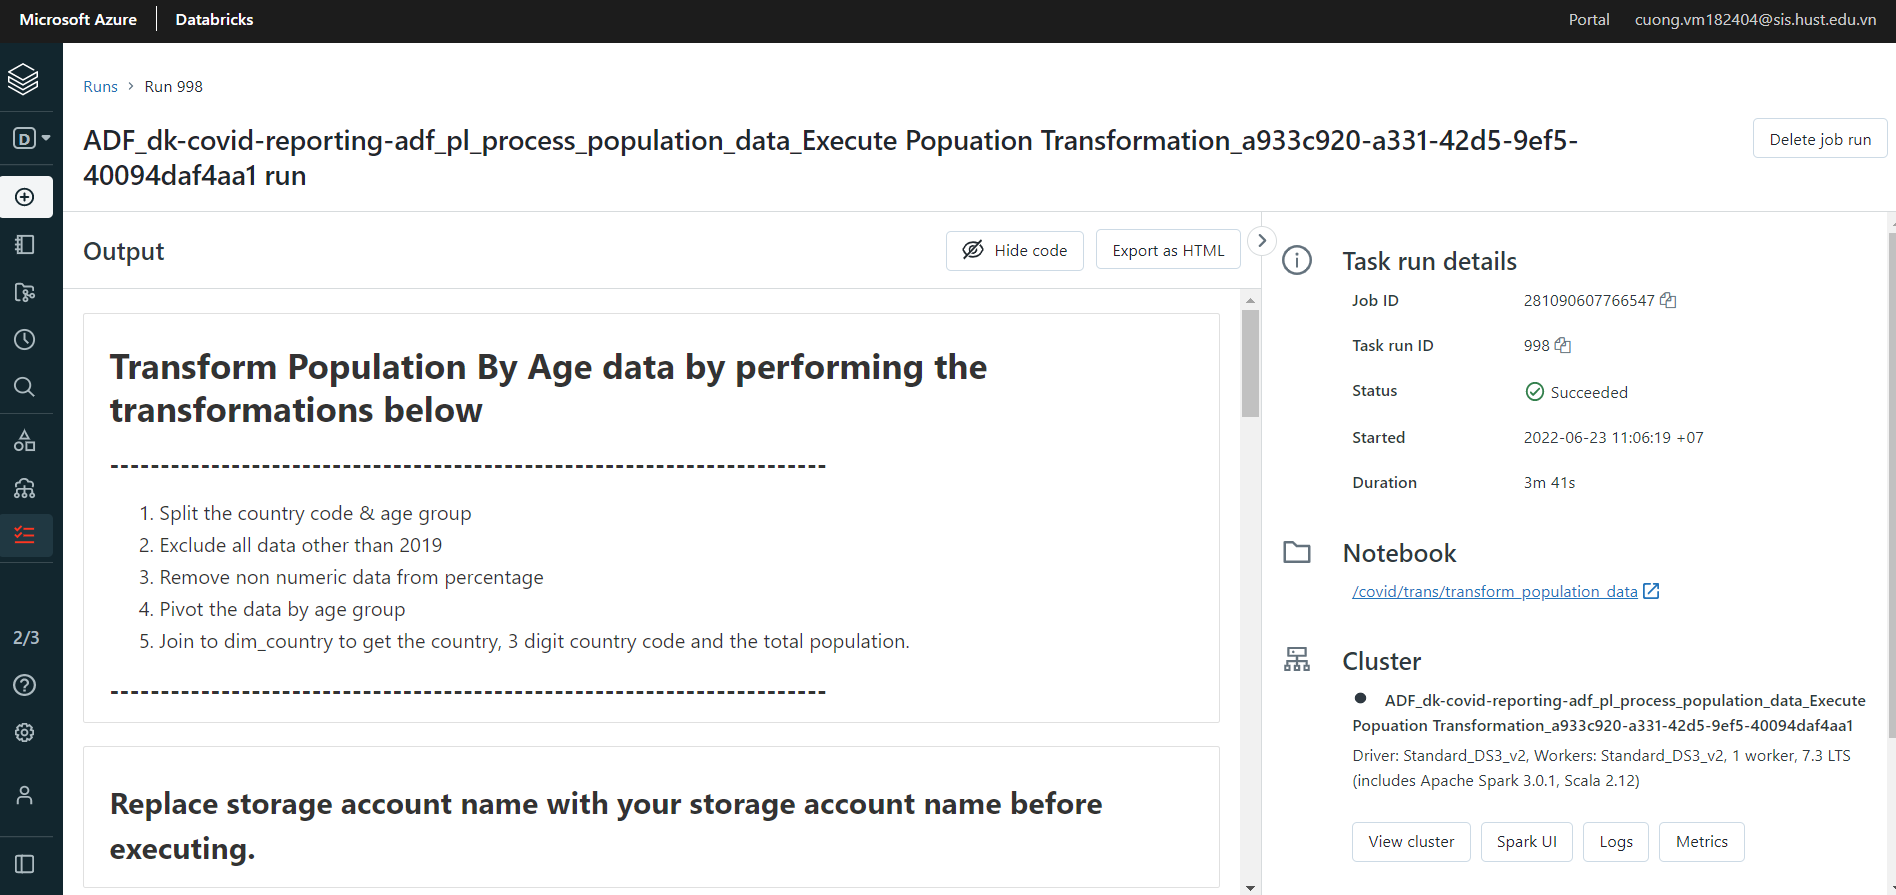 Microsoft Azure Databricks Portal cuong.vm182404@sis.hust.edu.vn
Runs › Run 998
ADF_dk-covid-reporting-adf_pl_process_population_data_Execute Popuation Transformation_a933c920-a331-42d5-9ef5-
40094daf4aa1 run
Delete job run
D
2/3
Output
Hide code
Export as HTML
Transform Population By Age data by performing the
transformations below
-----------------------------------------------------------------------
1. Split the country code & age group
2. Exclude all data other than 2019
3. Remove non numeric data from percentage
4. Pivot the data by age group
5. Join to dim_country to get the country, 3 digit country code and the total population.
-----------------------------------------------------------------------
Replace storage account name with your storage account name before
executing.
Task run details
Job ID 281090607766547
Task run ID 998
Status Succeeded
Started 2022-06-23 11:06:19 +07
Duration 3m 41s
Notebook
/covid/trans/transform_population_data
Cluster
ADF_dk-covid-reporting-adf_pl_process_population_data_Execute
Popuation Transformation_a933c920-a331-42d5-9ef5-40094daf4aa1
Driver: Standard_DS3_v2, Workers: Standard_DS3_v2, 1 worker, 7.3 LTS
(includes Apache Spark 3.0.1, Scala 2.12)
View cluster Spark UI Logs Metrics